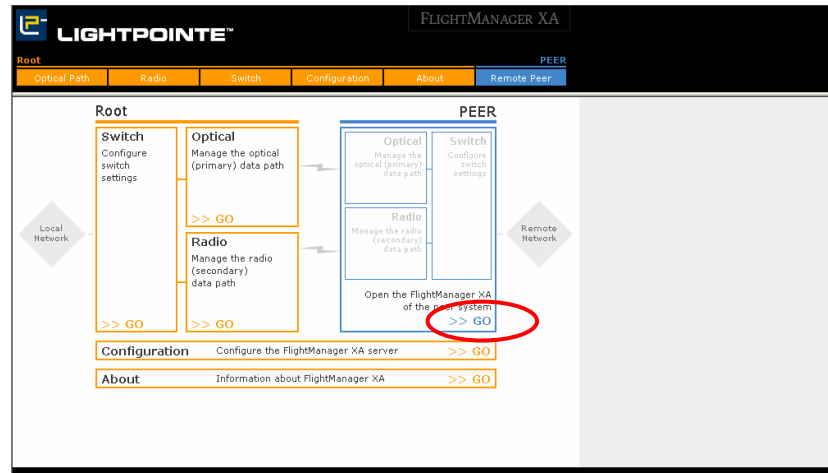 LIGHTPOINTE™
FLIGHTMANAGER XA
Root
PEER
Optical Path Radio Switch Configuration About Remote Peer
Root
PEER
Switch
Configure
switch
settings
>> GO
Optical
Manage the optical
(primary) data path
>> GO
Radio
Manage the radio
(secondary)
data path
>> GO
Local
Network
Optical
Manage the
optical (primary)
data path
Switch
Configure
switch
settings
Radio
Manage the radio
(secondary)
data path
Open the FlightManager XA
of the peer system
>> GO
Remote
Network
Configuration Configure the FlightManager XA server >> GO
About Information about FlightManager XA >> GO